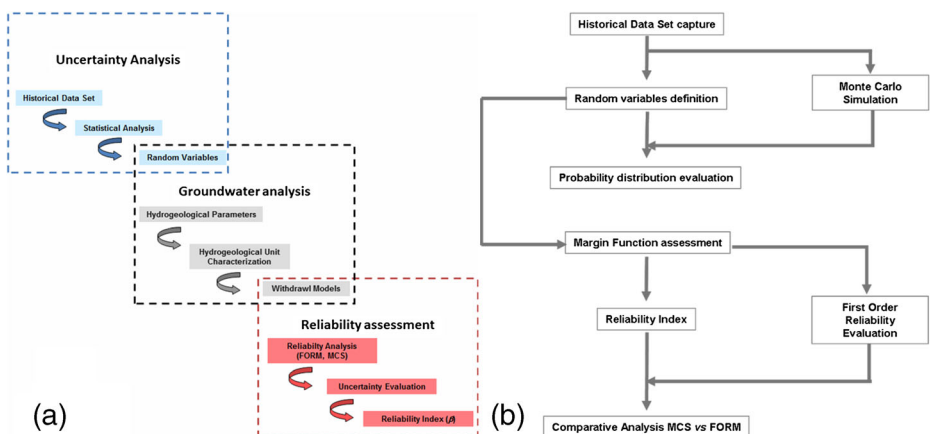 Uncertainty Analysis
Historical Data Set
Statistical Analysis
Random Variables
Groundwater analysis
Hydrogeological Parameters
Hydrogeological Unit
Characterization
Withdrawl Models
Reliability assessment
Reliabilty Analysis
(FORM, MCS)
Uncertainty Evaluation
Reliability Index (β)
(a)
Historical Data Set capture
Random variables definition
Monte Carlo
Simulation
Probability distribution evaluation
Margin Function assessment
Reliability Index
First Order
Reliability
Evaluation
Comparative Analysis MCS vs FORM
(b)